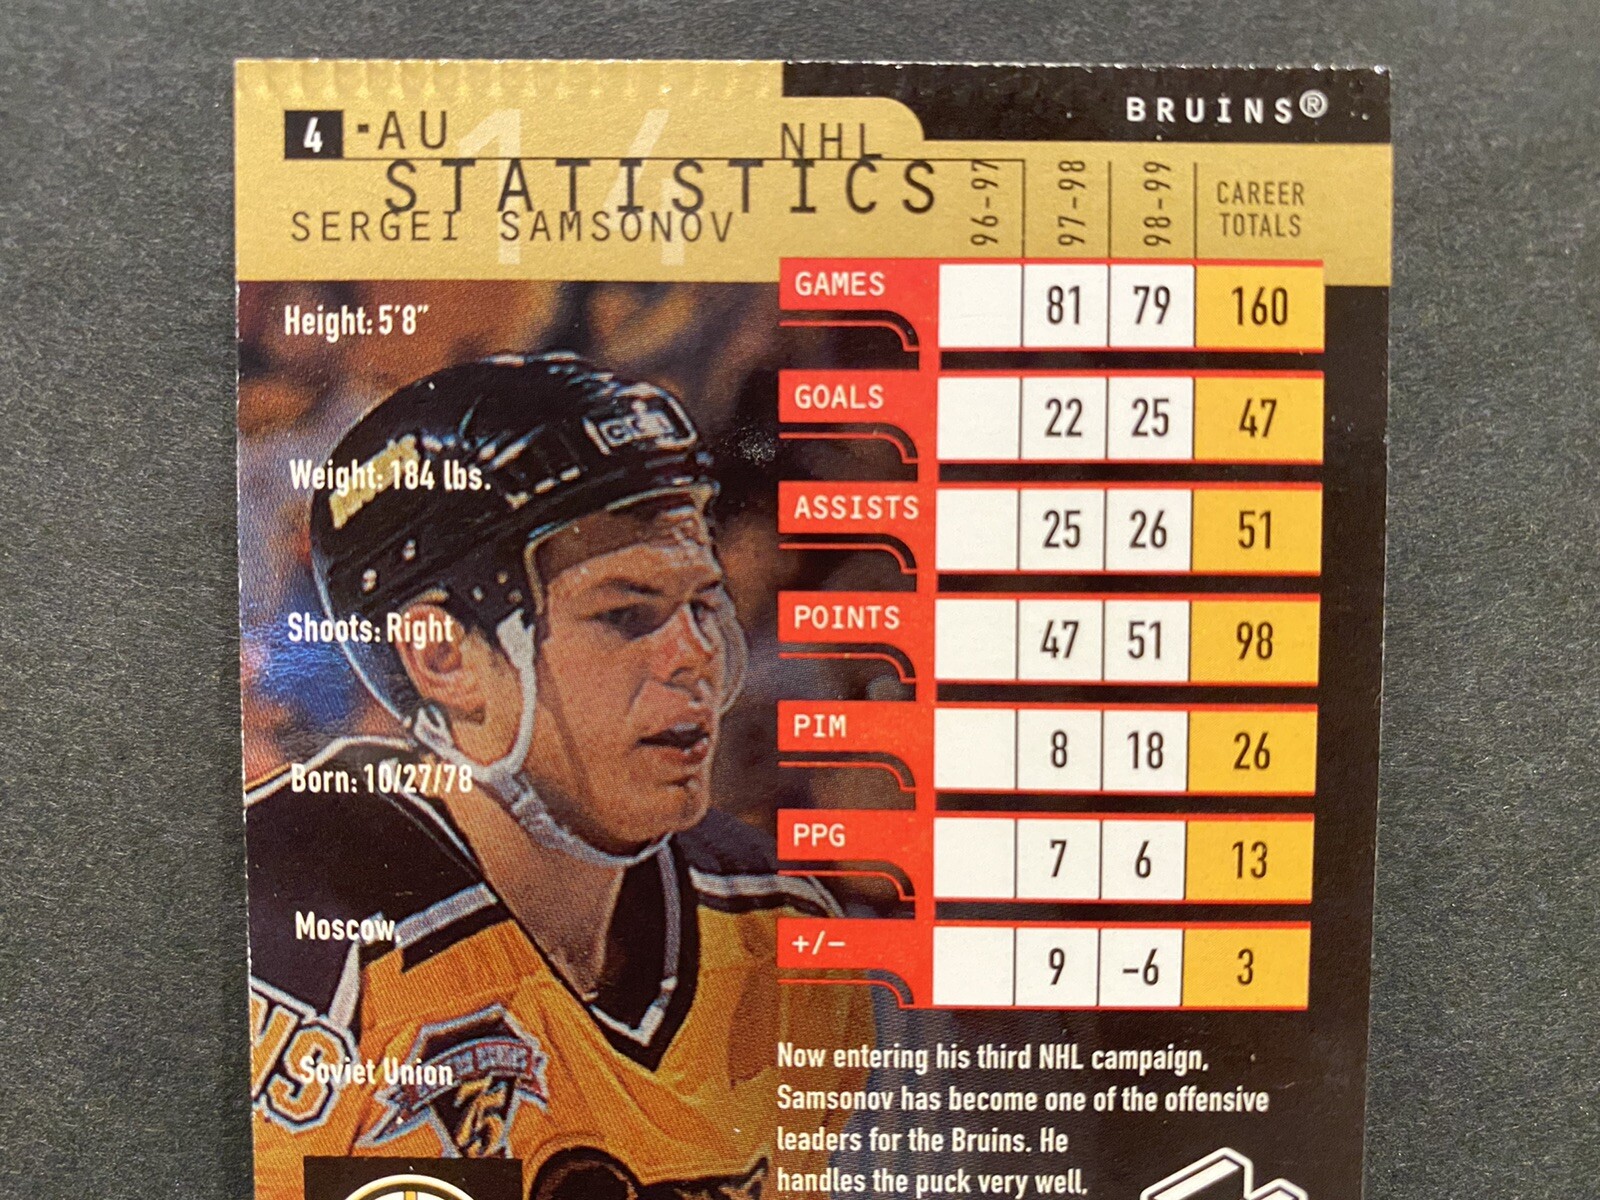 BRUINS®
4 -AU
14
NHL
STATISTICS
SERGEI SAMSONOV
96-97 97-98 98-99 CAREER TOTALS
GAMES 81 79 160
GOALS 22 25 47
ASSISTS 25 26 51
POINTS 47 51 98
PIM 8 18 26
PPG 7 6 13
+/- 9 -6 3
Height: 5'8"
Weight: 184 lbs.
Shoots: Right
Born: 10/27/78
Moscow,
Soviet Union
CCM
75
Now entering his third NHL campaign,
Samsonov has become one of the offensive
leaders for the Bruins. He
handles the puck very well,